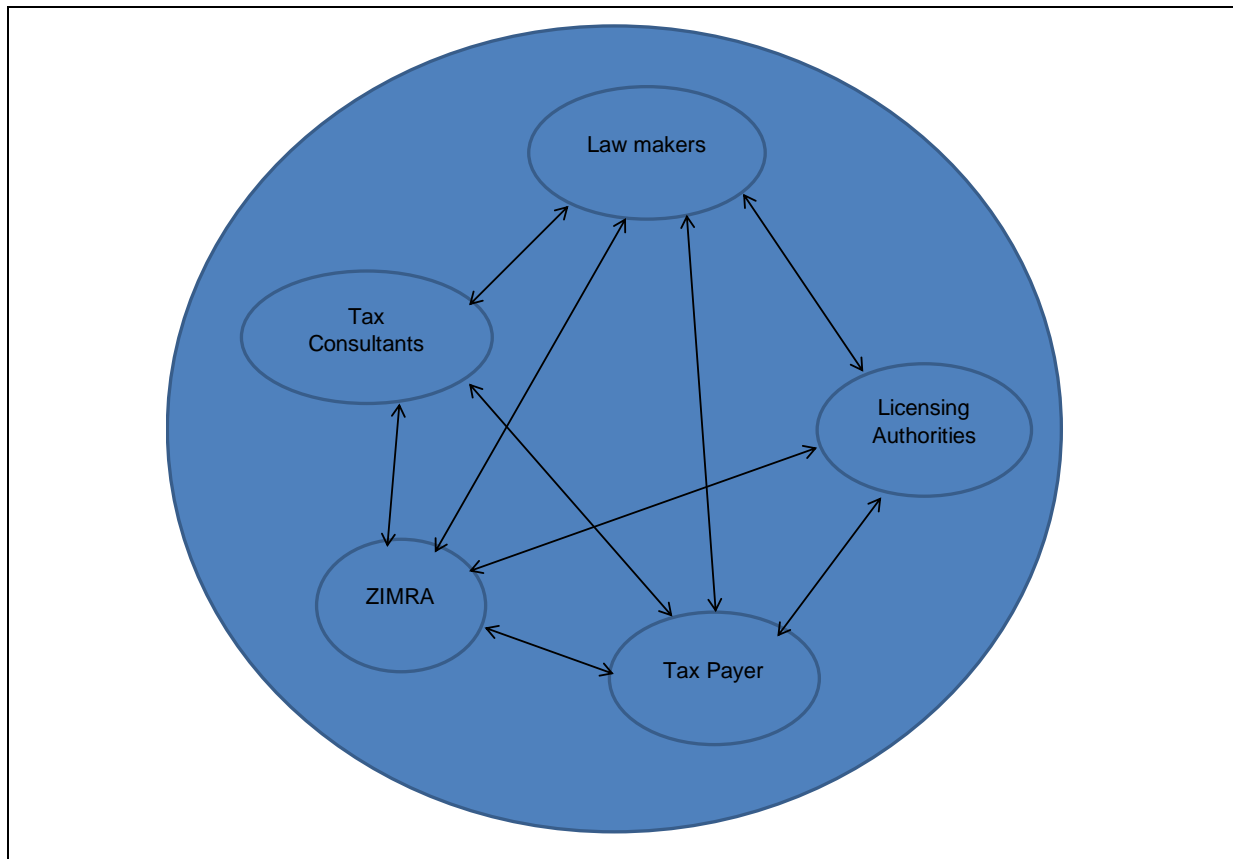 Law makers
Tax
Consultants
Licensing
Authorities
ZIMRA
Tax Payer